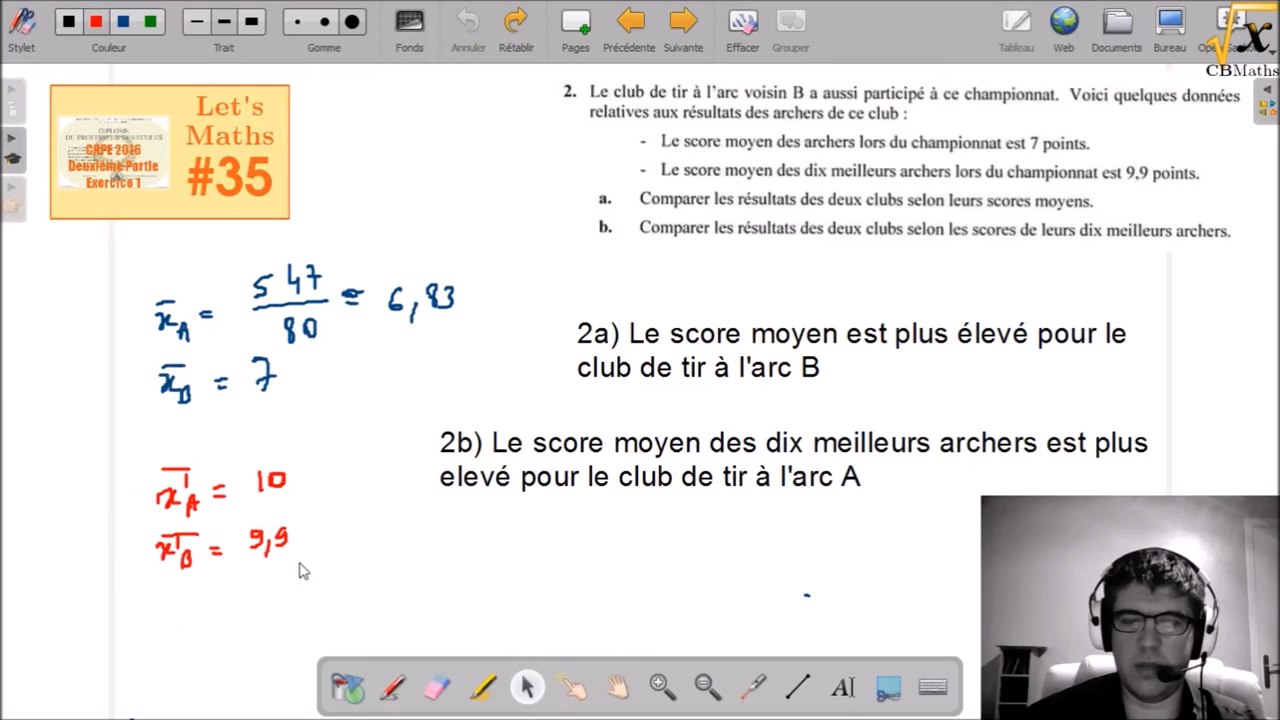 Stylet
Couleur
Trait
Gomme
Fonds
Annuler
Rétablir
Pages
Précédente
Suivante
Effacer
Grouper
Tableau
Web
Documents
Bureau
√x
CBMaths
Let's
Maths
#35
CRPE 2016
Deuxième Partie
Exercice 1
2. Le club de tir à l'arc voisin B a aussi participé à ce championnat. Voici quelques données
relatives aux résultats des archers de ce club :
- Le score moyen des archers lors du championnat est 7 points.
- Le score moyen des dix meilleurs archers lors du championnat est 9,9 points.
a. Comparer les résultats des deux clubs selon leurs scores moyens.
b. Comparer les résultats des deux clubs selon les scores de leurs dix meilleurs archers.
x̄A = 547/80 = 6,83
x̄B = 7
2a) Le score moyen est plus élevé pour le
club de tir à l'arc B
2b) Le score moyen des dix meilleurs archers est plus
elevé pour le club de tir à l'arc A
x̄'A = 10
x̄'B = 9,9
AI